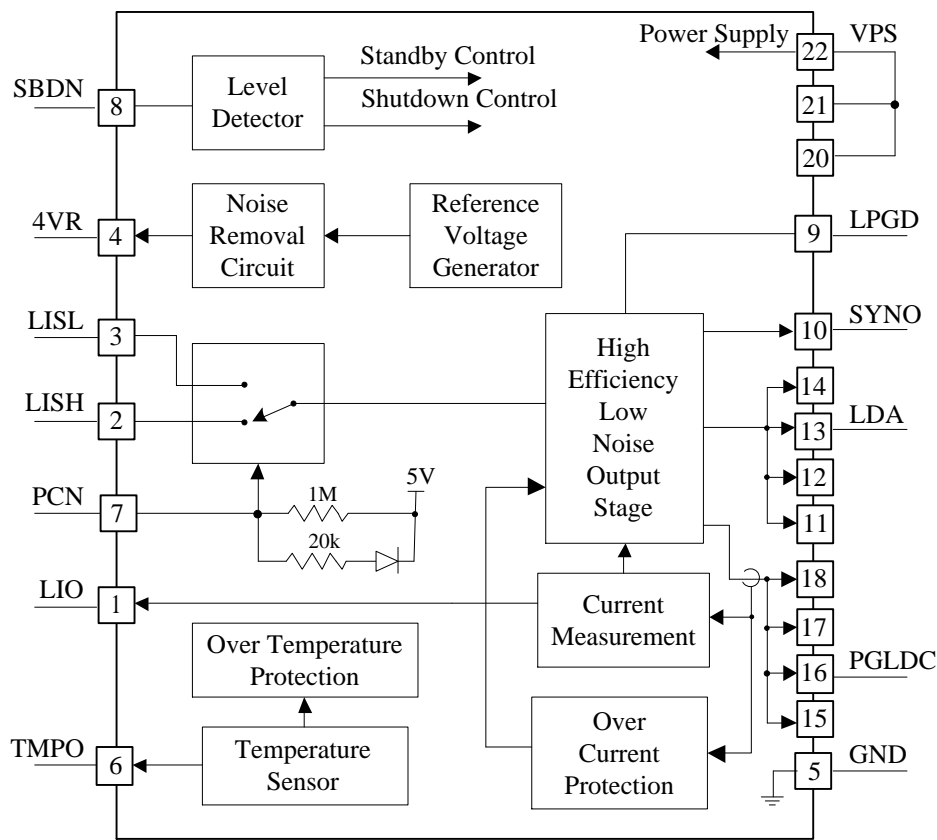 Power Supply
22
VPS
21
20
SBDN
8
Level
Detector
Standby Control
Shutdown Control
4VR
4
Noise
Removal
Circuit
Reference
Voltage
Generator
9
LPGD
LISL
3
LISH
2
High
Efficiency
Low
Noise
Output
Stage
10
SYNO
14
13
LDA
12
11
PCN
7
1M
5V
20k
LIO
1
Current
Measurement
18
17
16
PGLDC
15
Over Temperature
Protection
TMPO
6
Temperature
Sensor
Over
Current
Protection
5
GND